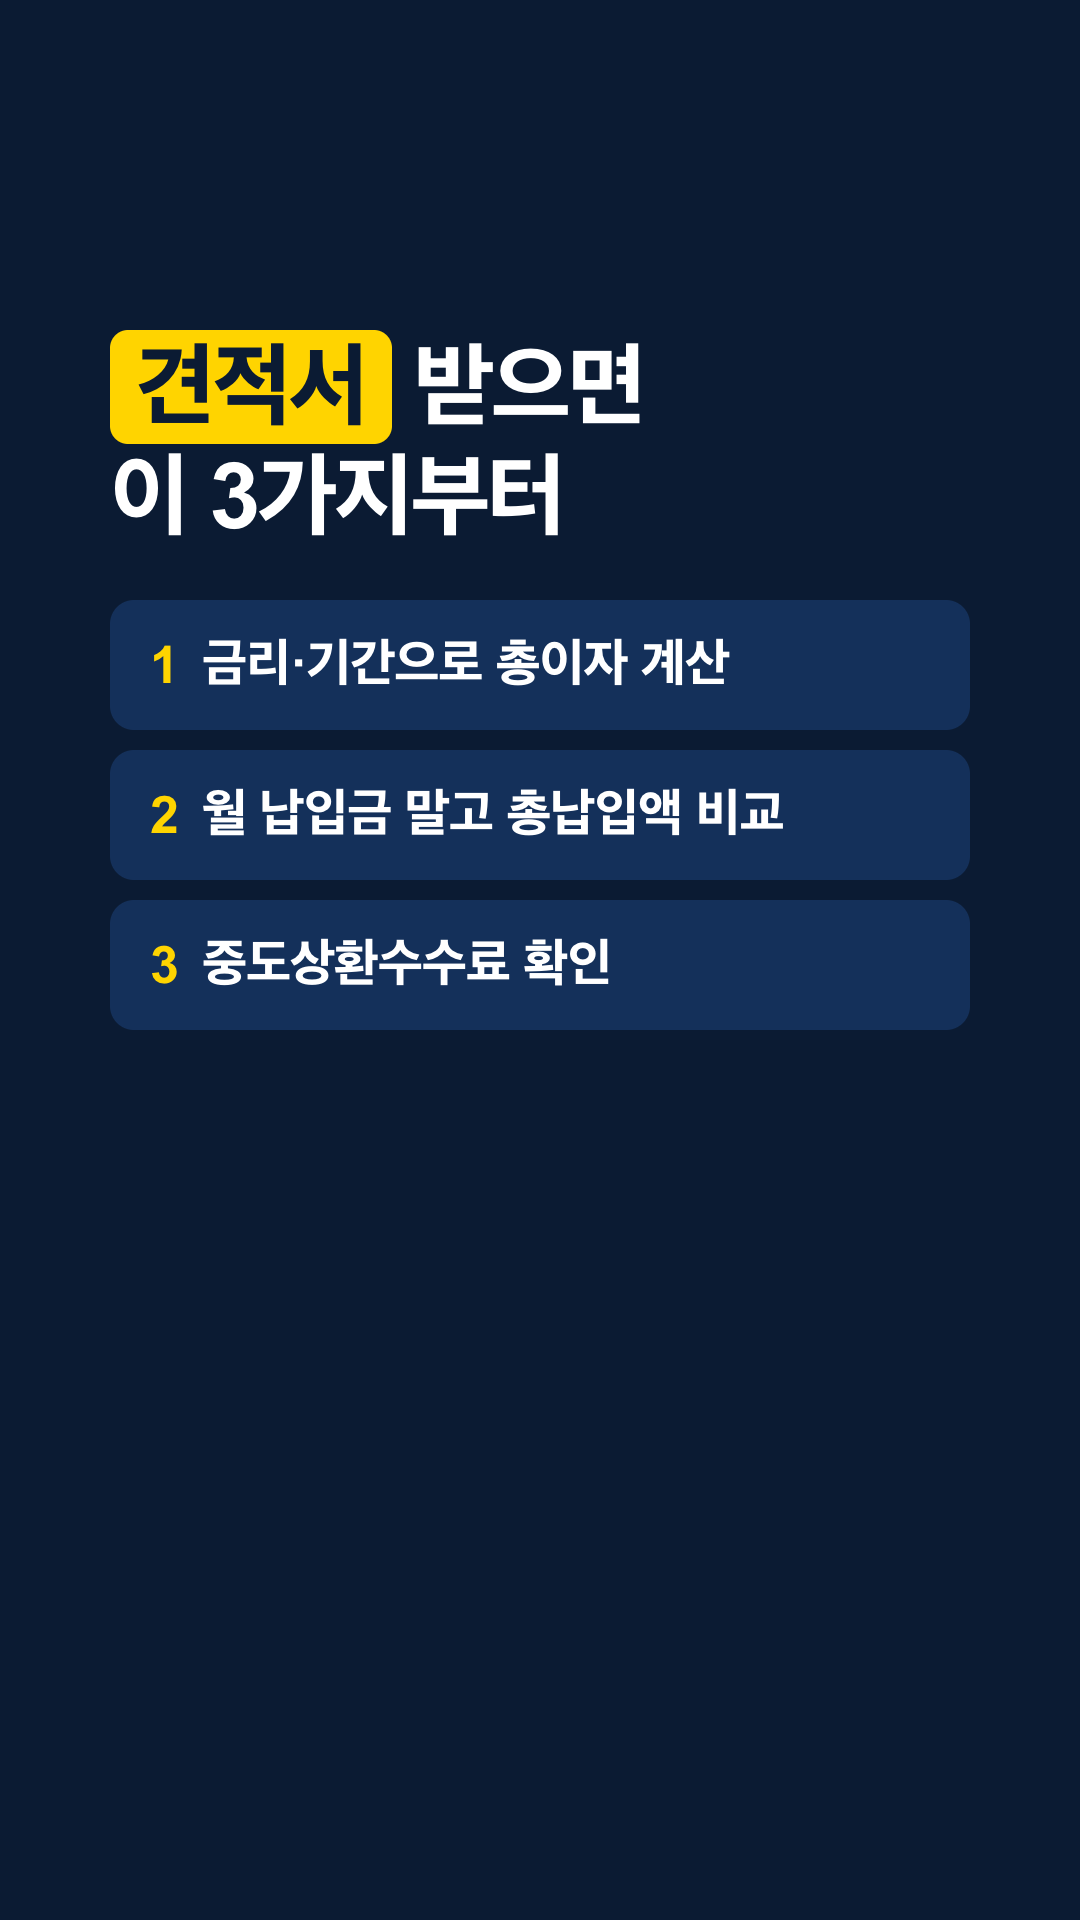 견적서 받으면
이 3가지부터
1 금리·기간으로 총이자 계산
2 월 납입금 말고 총납입액 비교
3 중도상환수수료 확인